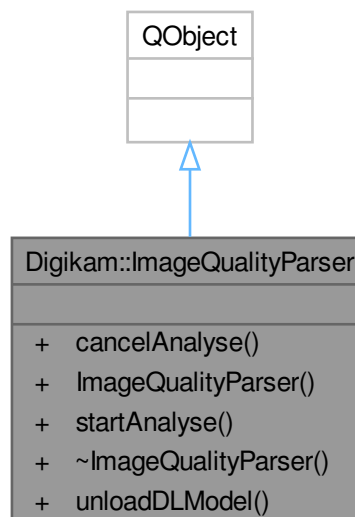 QObject
Digikam::ImageQualityParser
+ cancelAnalyse()
+ ImageQualityParser()
+ startAnalyse()
+ ~ImageQualityParser()
+ unloadDLModel()